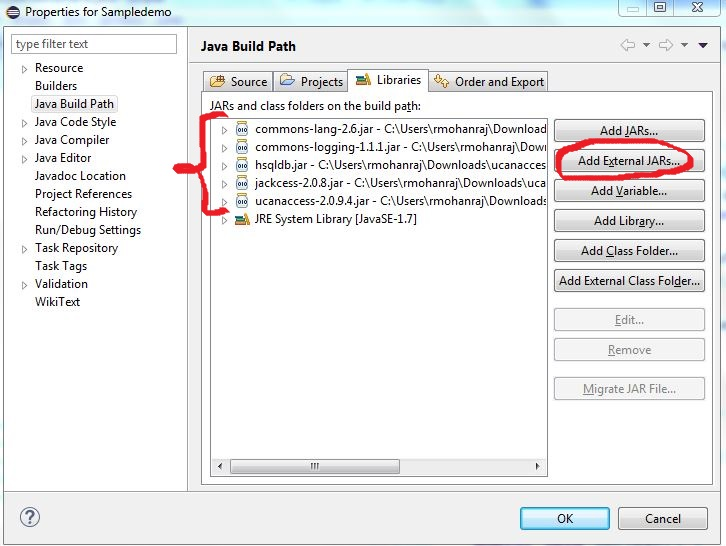 Properties for Sampledemo
type filter text
Resource
Builders
Java Build Path
Java Code Style
Java Compiler
Java Editor
Javadoc Location
Project References
Refactoring History
Run/Debug Settings
Task Repository
Task Tags
Validation
WikiText
Java Build Path
Source
Projects
Libraries
Order and Export
JARs and class folders on the build path:
commons-lang-2.6.jar - C:\Users\rmohanraj\Download
commons-logging-1.1.1.jar - C:\Users\rmohanraj\Dow
hsqldb.jar - C:\Users\rmohanraj\Downloads\ucanacces
jackcess-2.0.8.jar - C:\Users\rmohanraj\Downloads\uca
ucanaccess-2.0.9.4.jar - C:\Users\rmohanraj\Downloads
JRE System Library [JavaSE-1.7]
Add JARs...
Add External JARs...
Add Variable...
Add Library...
Add Class Folder...
Add External Class Folder...
Edit...
Remove
Migrate JAR File...
?
OK
Cancel